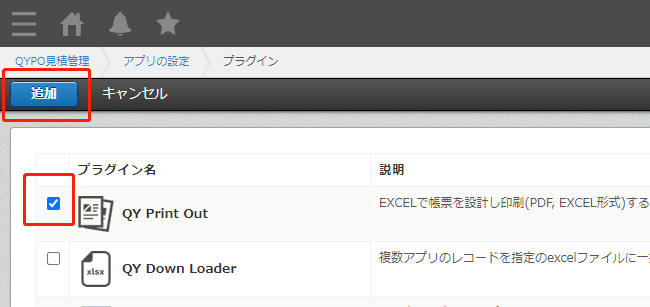 QYPO見積管理 アプリの設定 プラグイン
追加 キャンセル
プラグイン名 説明
QY Print Out EXCELで帳票を設計し印刷(PDF, EXCEL形式)する
xlsx QY Down Loader 複数アプリのレコードを指定のexcelファイルに一